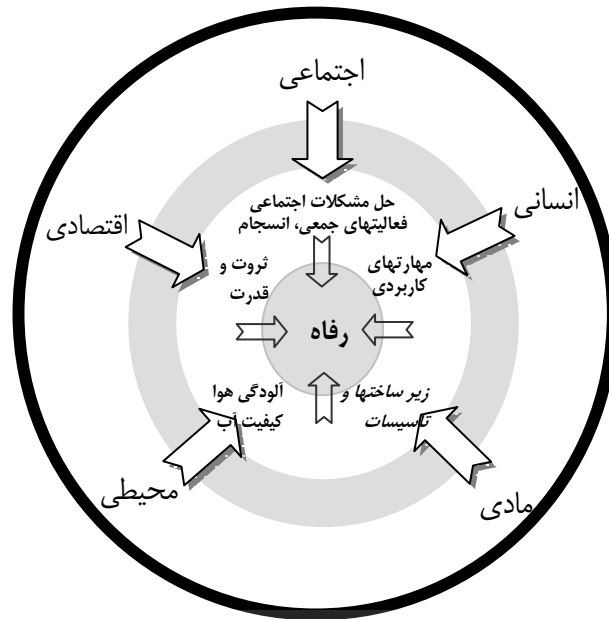 اجتماعی
انسانی
اقتصادی
حل مشکلات اجتماعی
فعالیتهای جمعی، انسجام
مهارتهای
کاربردی
ثروت و
قدرت
رفاه
زیر ساختها و
تاسیسات
آلودگی هوا
کیفیت آب
مادی
محیطی